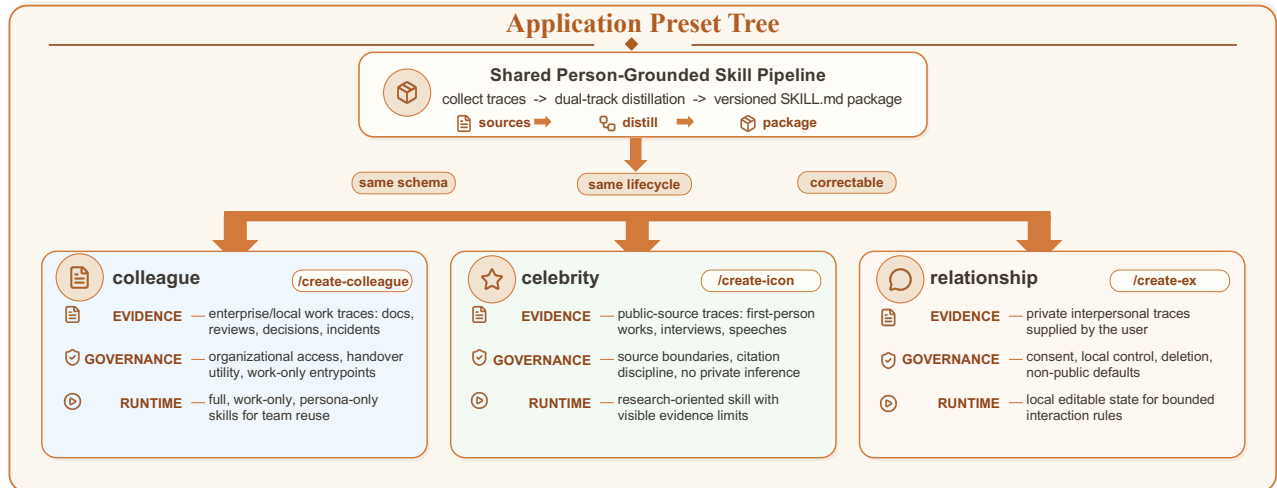 Application Preset Tree
Shared Person-Grounded Skill Pipeline
collect traces -> dual-track distillation -> versioned SKILL.md package
sources distill package
same schema same lifecycle correctable
colleague /create-colleague
EVIDENCE — enterprise/local work traces: docs,
reviews, decisions, incidents
GOVERNANCE — organizational access, handover
utility, work-only entrypoints
RUNTIME — full, work-only, persona-only
skills for team reuse
celebrity /create-icon
EVIDENCE — public-source traces: first-person
works, interviews, speeches
GOVERNANCE — source boundaries, citation
discipline, no private inference
RUNTIME — research-oriented skill with
visible evidence limits
relationship /create-ex
EVIDENCE — private interpersonal traces
supplied by the user
GOVERNANCE — consent, local control, deletion,
non-public defaults
RUNTIME — local editable state for bounded
interaction rules